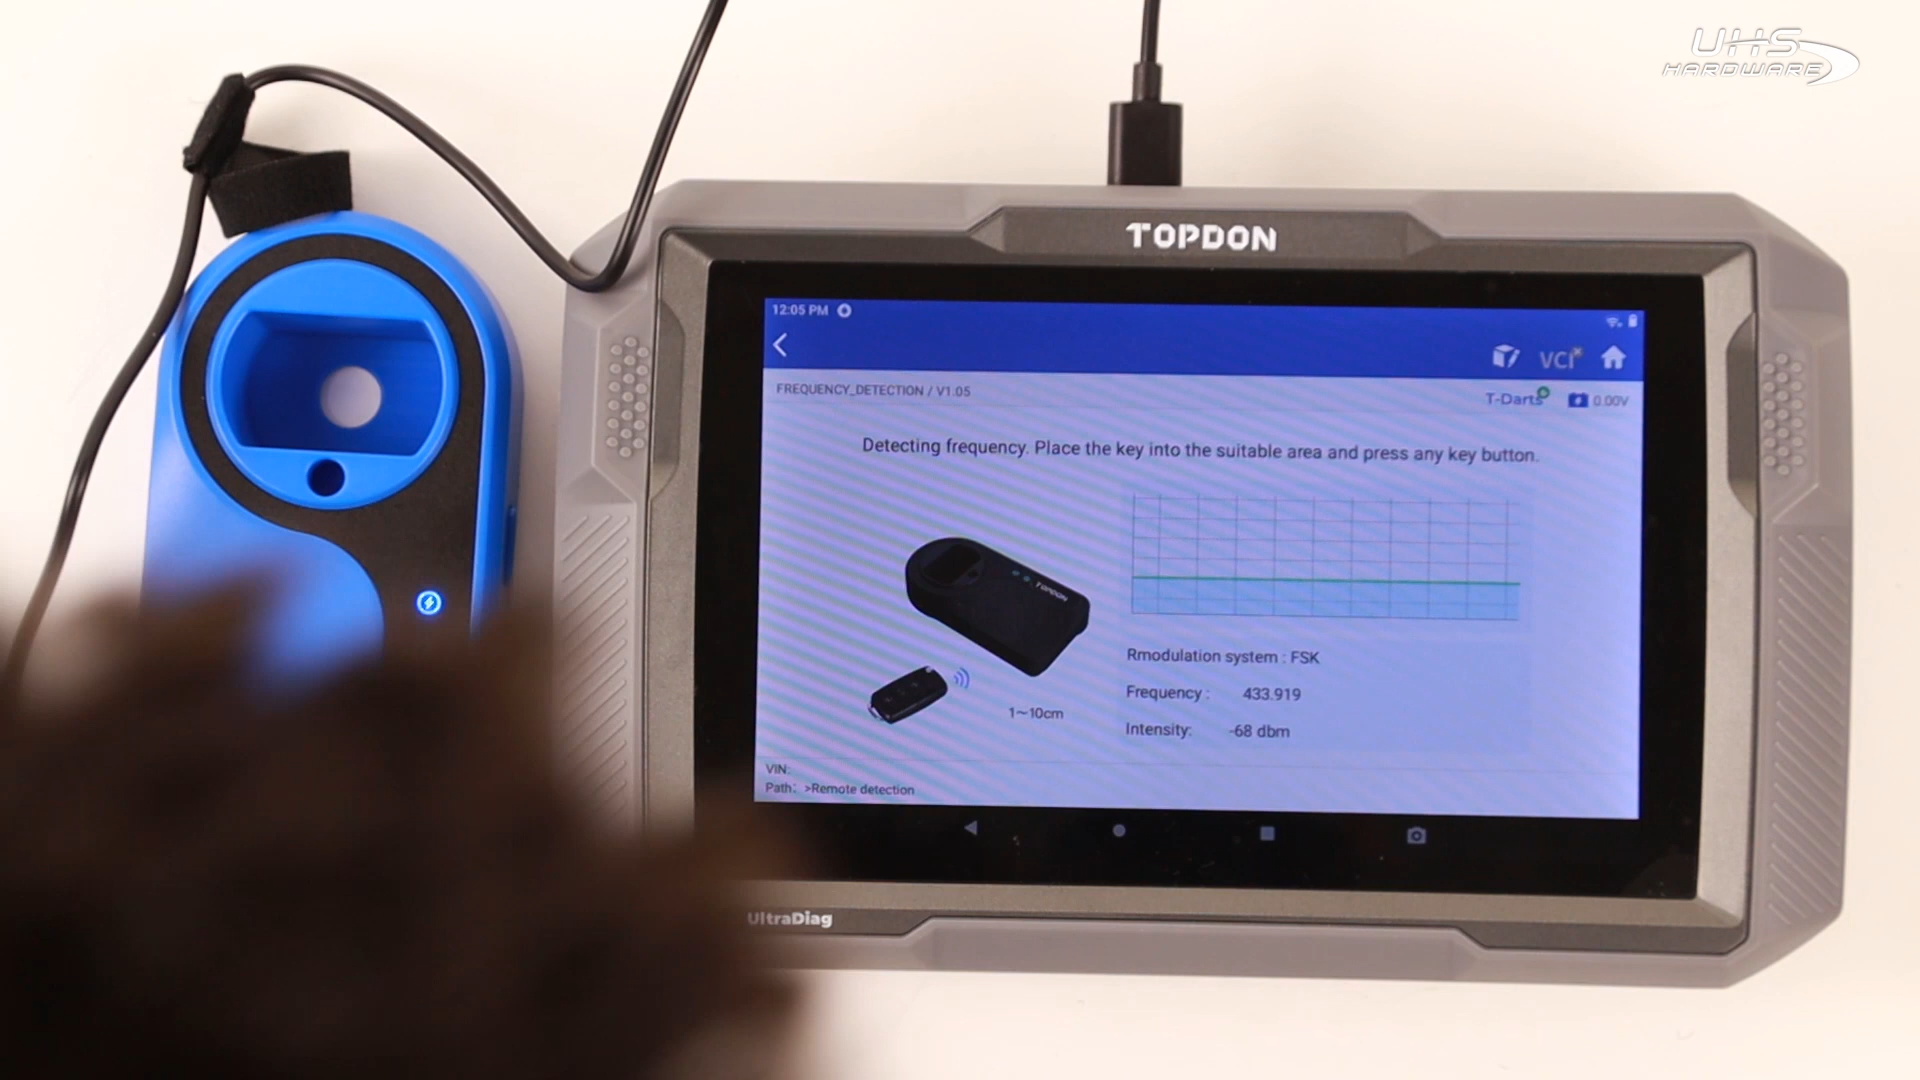 UHS
HARDWARE
TOPDON
12:05 PM
VCI
FREQUENCY_DETECTION / V1.05
T-Darts
0.00V
Detecting frequency. Place the key into the suitable area and press any key button.
TOPDON
1~10cm
Rmodulation system : FSK
Frequency : 433.919
Intensity: -68 dbm
VIN:
Path: >Remote detection
UltraDiag